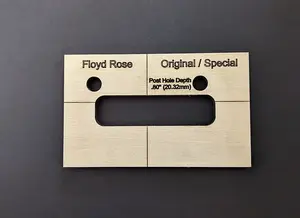 Floyd Rose Original / Special
Post Hole Depth
.80" (20.32mm)